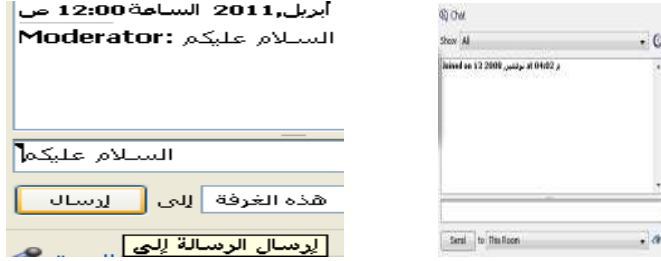 أبريل,2011 الساعة 12:00 ص
Moderator: السلام عليكم
السلام عليكم
إرسال إلى هذه الغرفة
إرسال الرسالة إلى
Chat
Show All
Joined on 12 2008 ,نوفمبر at 04:02 م
Send to This Room